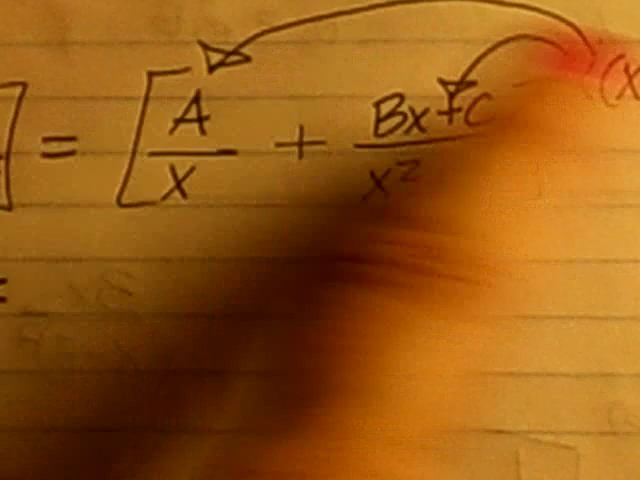 ] = [ A/x + Bx+C/x² (x
=